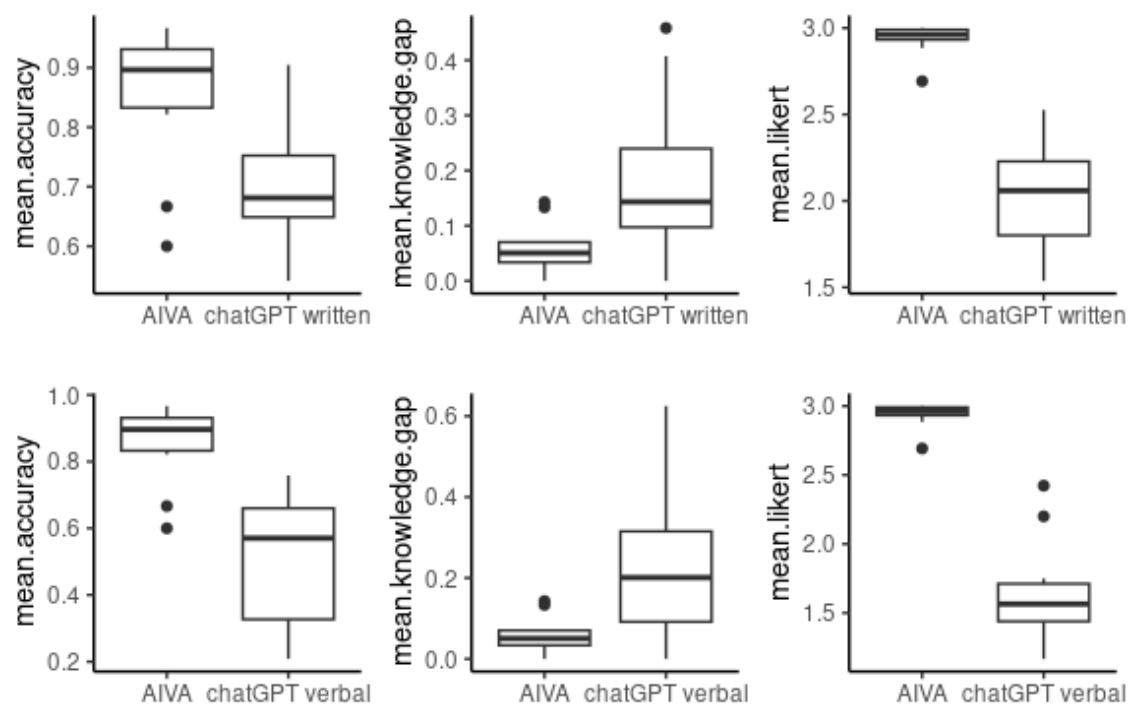 mean.accuracy
0.9
0.8
0.7
0.6
AIVA chatGPT written
mean.knowledge.gap
0.4
0.3
0.2
0.1
0.0
AIVA chatGPT written
mean.likert
3.0
2.5
2.0
1.5
AIVA chatGPT written
mean.accuracy
1.0
0.8
0.6
0.4
0.2
AIVA chatGPT verbal
mean.knowledge.gap
0.6
0.4
0.2
0.0
AIVA chatGPT verbal
mean.likert
3.0
2.5
2.0
1.5
AIVA chatGPT verbal